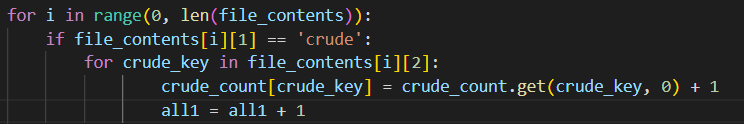 for i in range(0, len(file_contents)):
if file_contents[i][1] == 'crude':
for crude_key in file_contents[i][2]:
crude_count[crude_key] = crude_count.get(crude_key, 0) + 1
all1 = all1 + 1